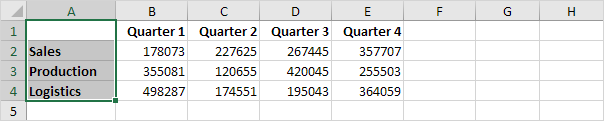 A B C D E F G H
1 Quarter 1 Quarter 2 Quarter 3 Quarter 4
2 Sales 178073 227625 267445 357707
3 Production 355081 120655 420045 255503
4 Logistics 498287 174551 195043 364059
5